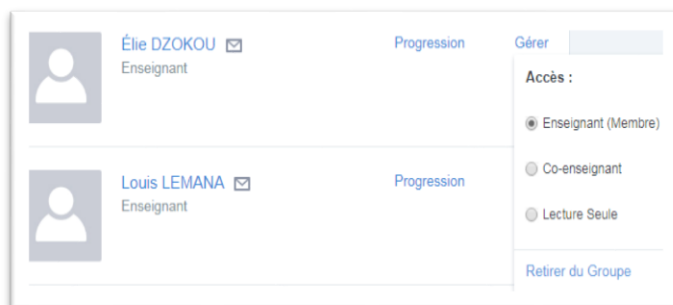 Élie DZOKOU
Progression
Gérer
Enseignant
Accès :
Enseignant (Membre)
Co-enseignant
Lecture Seule
Retirer du Groupe
Louis LEMANA
Progression
Enseignant